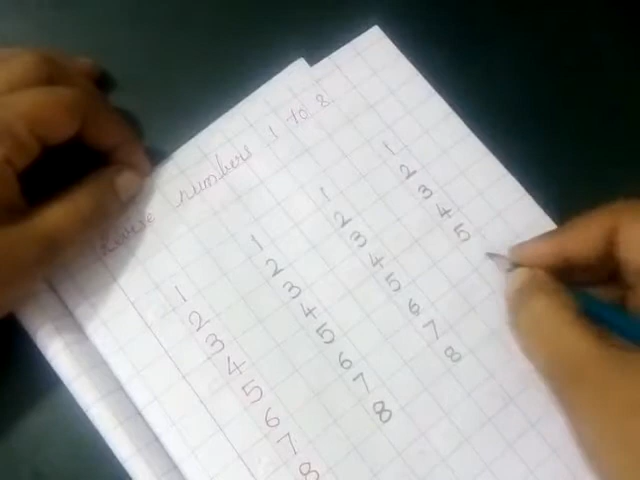 Revise numbers 1 to 8
1 1 1 1
2 2 2 2
3 3 3 3
4 4 4 4
5 5 5 5
6 6 6
7 7 7
8 8 8